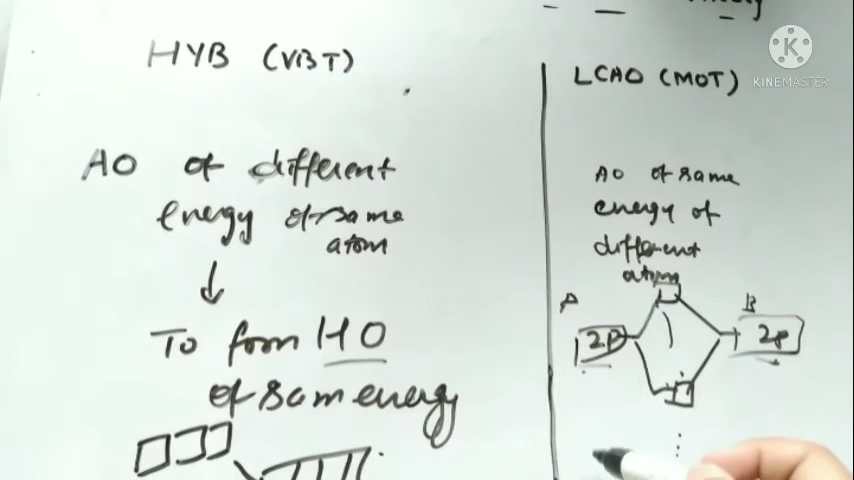 HYB (VBT)
AO of different
energy of same
atom
↓
To form HO
of same energy
LCAO (MOT)
AO of same
energy of
different
atom
A
B
2p
2p
K
KINEMASTER